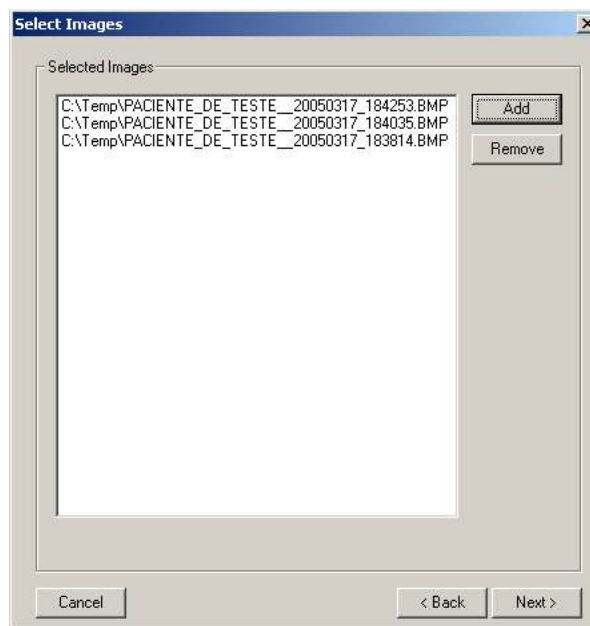 Select Images
Selected Images
C:\Temp\PACIENTE_DE_TESTE__20050317_184253.BMP
C:\Temp\PACIENTE_DE_TESTE__20050317_184035.BMP
C:\Temp\PACIENTE_DE_TESTE__20050317_183814.BMP
Add
Remove
Cancel
< Back
Next >